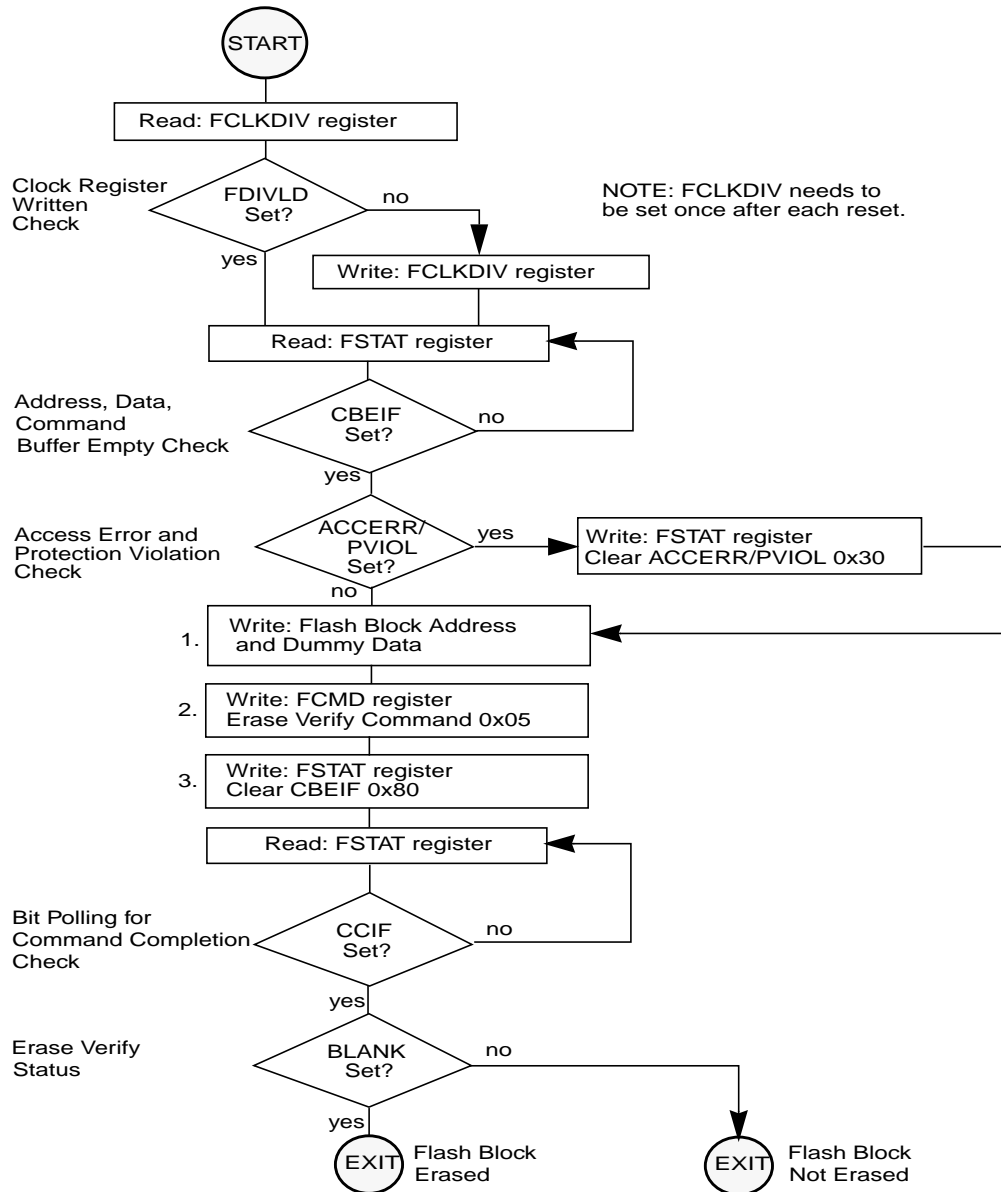 START
Read: FCLKDIV register
Clock Register
Written
Check
FDIVLD
Set?
no
NOTE: FCLKDIV needs to
be set once after each reset.
yes
Write: FCLKDIV register
Read: FSTAT register
Address, Data,
Command
Buffer Empty Check
CBEIF
Set?
no
yes
Access Error and
Protection Violation
Check
ACCERR/
PVIOL
Set?
yes
Write: FSTAT register
Clear ACCERR/PVIOL 0x30
no
1.
Write: Flash Block Address
and Dummy Data
2.
Write: FCMD register
Erase Verify Command 0x05
3.
Write: FSTAT register
Clear CBEIF 0x80
Read: FSTAT register
Bit Polling for
Command Completion
Check
CCIF
Set?
no
yes
Erase Verify
Status
BLANK
Set?
no
yes
EXIT
Flash Block
Erased
EXIT
Flash Block
Not Erased